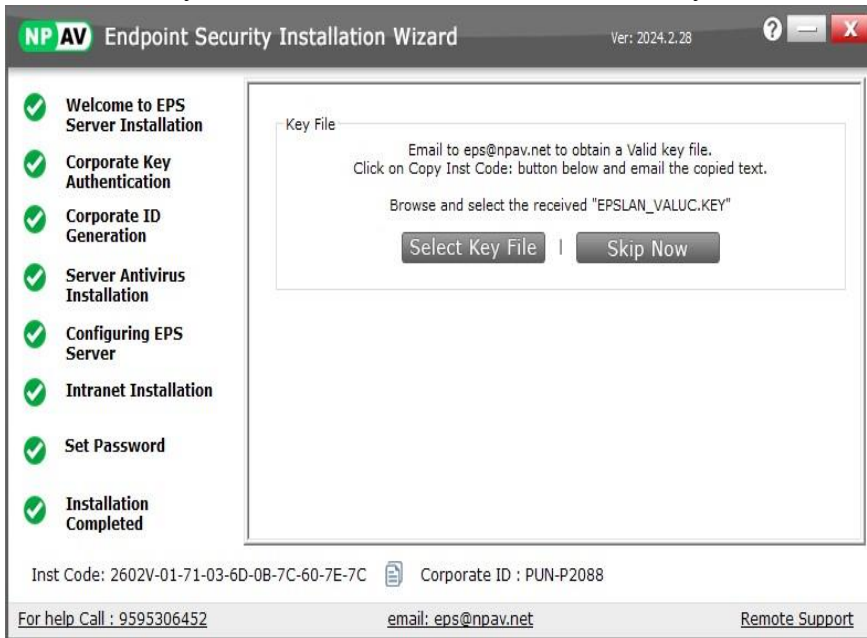 NP AV Endpoint Security Installation Wizard Ver: 2024.2.28 ? X
Welcome to EPS
Server Installation
Corporate Key
Authentication
Corporate ID
Generation
Server Antivirus
Installation
Configuring EPS
Server
Intranet Installation
Set Password
Installation
Completed
Key File
Email to eps@npav.net to obtain a Valid key file.
Click on Copy Inst Code: button below and email the copied text.
Browse and select the received "EPSLAN_VALUC.KEY"
Select Key File | Skip Now
Inst Code: 2602V-01-71-03-6D-0B-7C-60-7E-7C Corporate ID : PUN-P2088
For help Call : 9595306452 email: eps@npav.net Remote Support